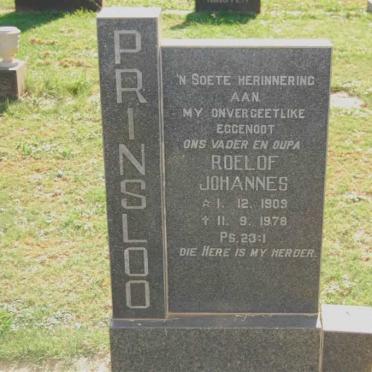 PRINSLOO
'N SOETE HERINNERING
AAN
MY ONVERGEETLIKE
EGGENOOT
ONS VADER EN OUPA
ROELOF
JOHANNES
☆ 1. 12. 1909
✝ 11. 9. 1978
PS. 23:1
DIE HERE IS MY HERDER.